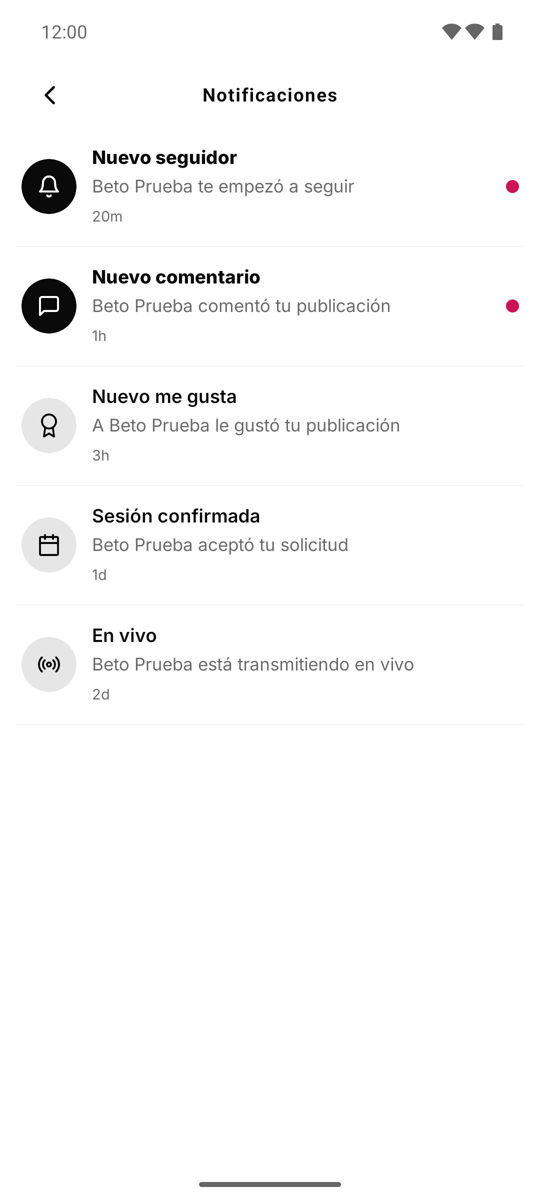 12:00
Notificaciones
Nuevo seguidor
Beto Prueba te empezó a seguir
20m
Nuevo comentario
Beto Prueba comentó tu publicación
1h
Nuevo me gusta
A Beto Prueba le gustó tu publicación
3h
Sesión confirmada
Beto Prueba aceptó tu solicitud
1d
En vivo
Beto Prueba está transmitiendo en vivo
2d